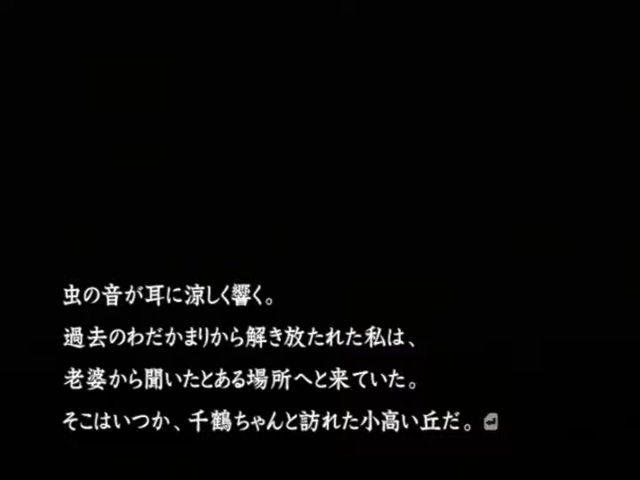 虫の音が耳に涼しく響く。
過去のわだかまりから解き放たれた私は、
老婆から聞いたとある場所へと来ていた。
そこはいつか、千鶴ちゃんと訪れた小高い丘だ。